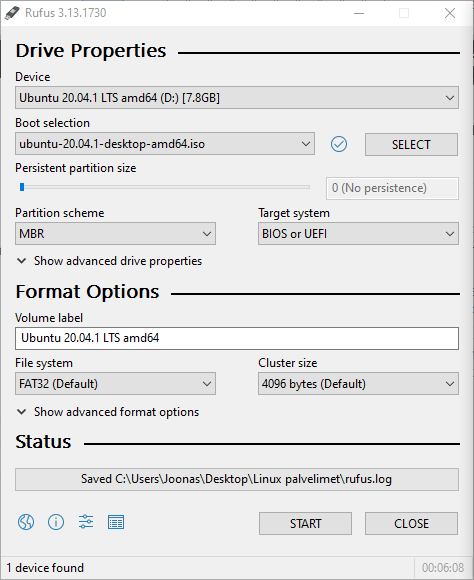 Rufus 3.13.1730
Drive Properties
Device
Ubuntu 20.04.1 LTS amd64 (D:) [7.8GB]
Boot selection
ubuntu-20.04.1-desktop-amd64.iso
SELECT
Persistent partition size
0 (No persistence)
Partition scheme
Target system
MBR
BIOS or UEFI
Show advanced drive properties
Format Options
Volume label
Ubuntu 20.04.1 LTS amd64
File system
Cluster size
FAT32 (Default)
4096 bytes (Default)
Show advanced format options
Status
Saved C:\Users\Joonas\Desktop\Linux palvelimet\rufus.log
START
CLOSE
1 device found
00:06:08